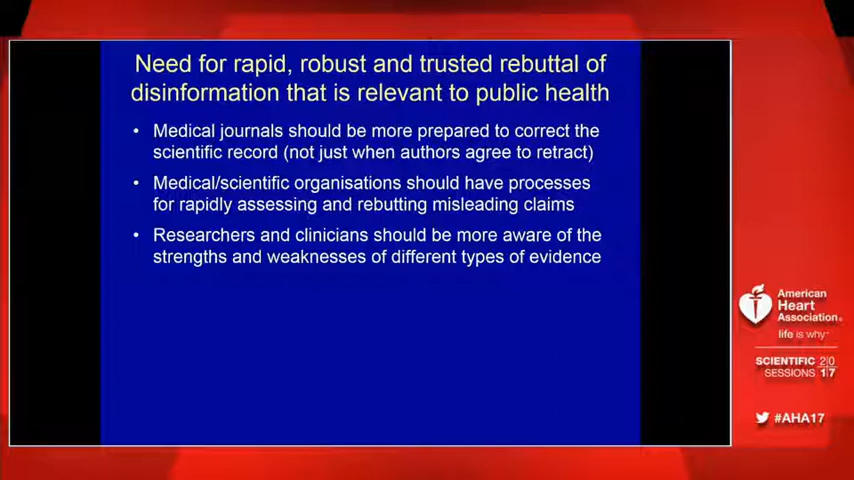 Need for rapid, robust and trusted rebuttal of
disinformation that is relevant to public health
• Medical journals should be more prepared to correct the
scientific record (not just when authors agree to retract)
• Medical/scientific organisations should have processes
for rapidly assessing and rebutting misleading claims
• Researchers and clinicians should be more aware of the
strengths and weaknesses of different types of evidence
American
Heart
Association®
life is why™
SCIENTIFIC 20
SESSIONS 17
#AHA17